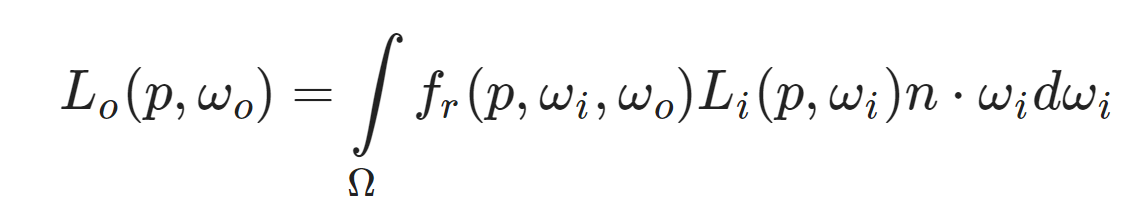 L_o(p, ω_o) = ∫_Ω f_r(p, ω_i, ω_o) L_i(p, ω_i) n · ω_i dω_i